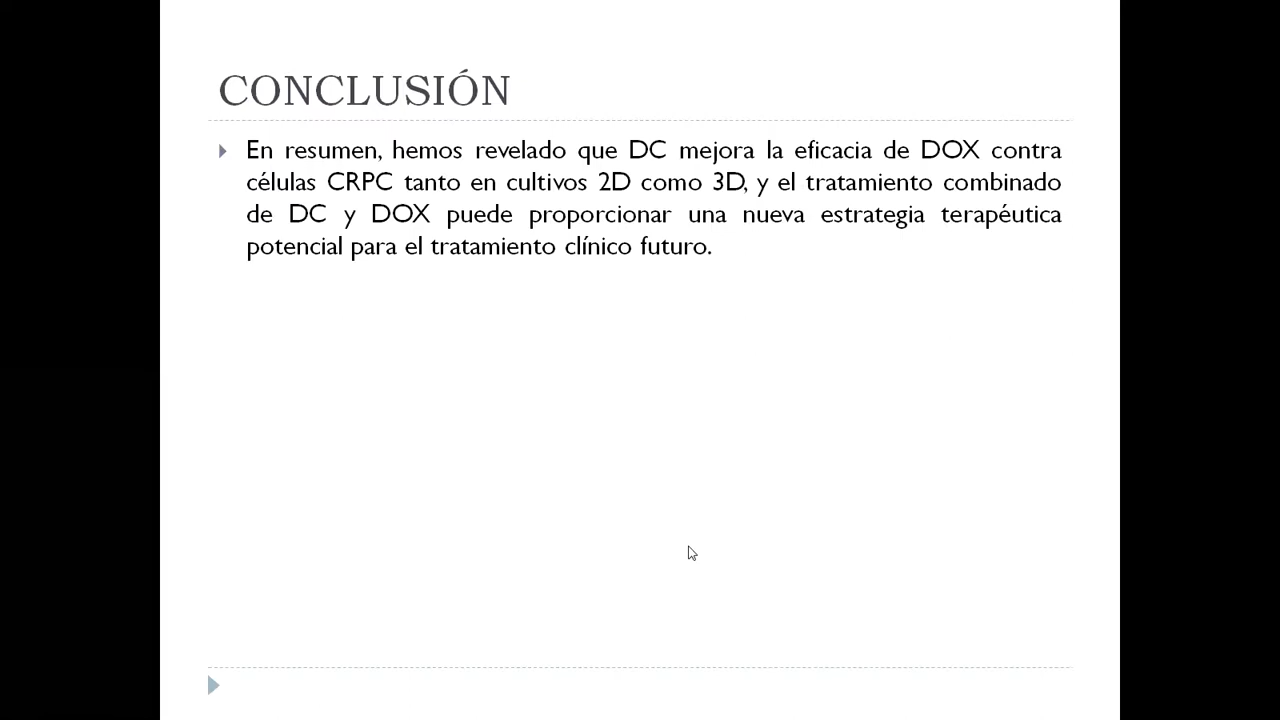 CONCLUSIÓN
En resumen, hemos revelado que DC mejora la eficacia de DOX contra
células CRPC tanto en cultivos 2D como 3D, y el tratamiento combinado
de DC y DOX puede proporcionar una nueva estrategia terapéutica
potencial para el tratamiento clínico futuro.